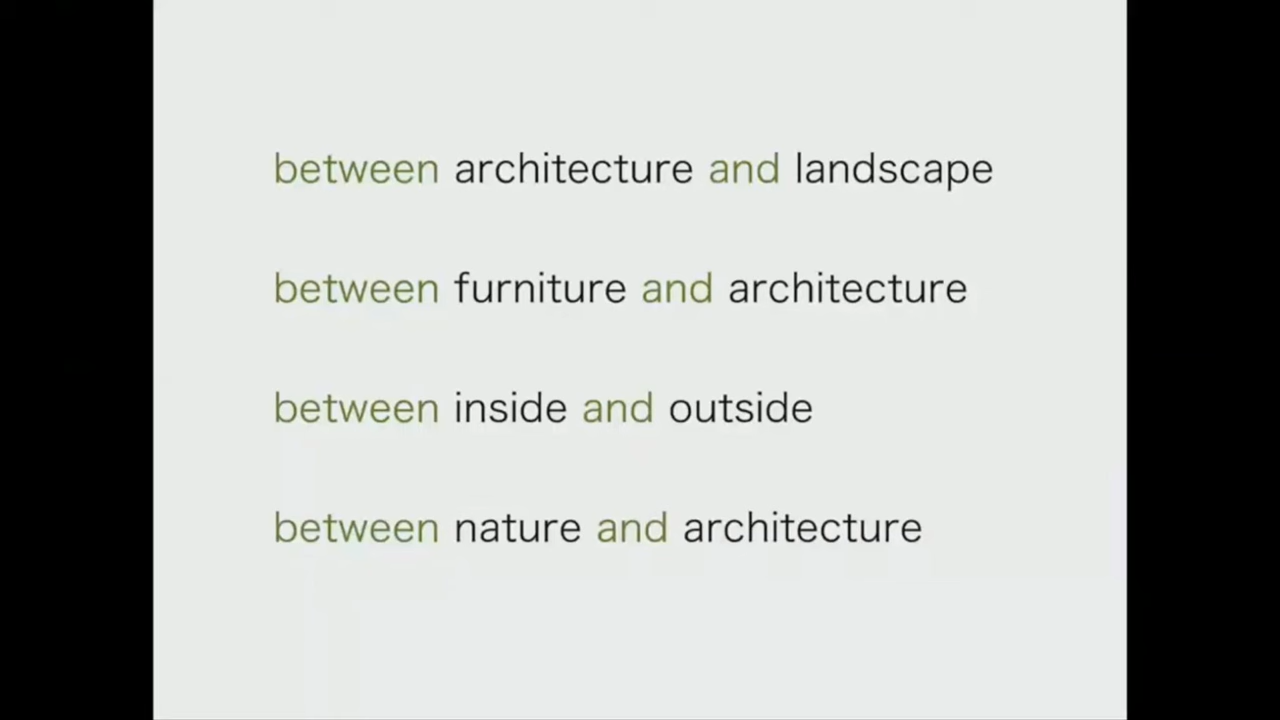 between architecture and landscape
between furniture and architecture
between inside and outside
between nature and architecture